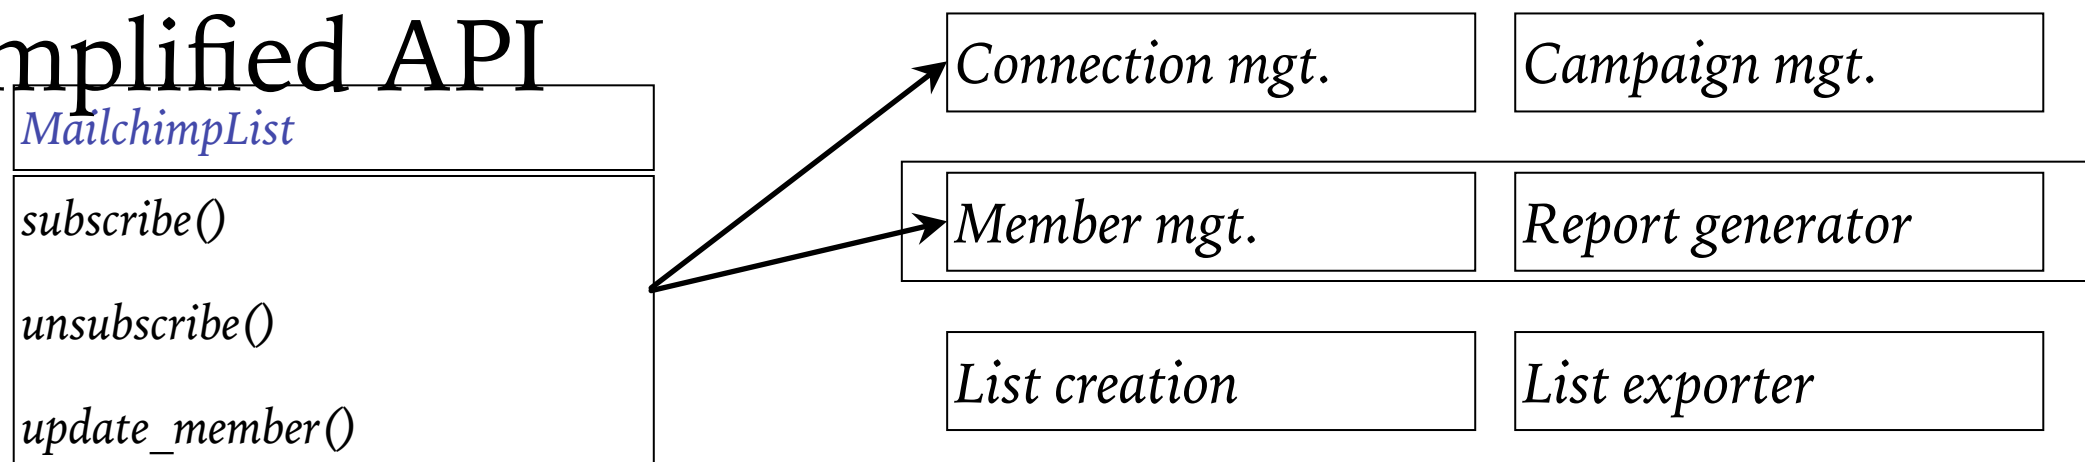 mplified API
MailchimpList
subscribe()
unsubscribe()
update_member()
Connection mgt.
Campaign mgt.
Member mgt.
Report generator
List creation
List exporter